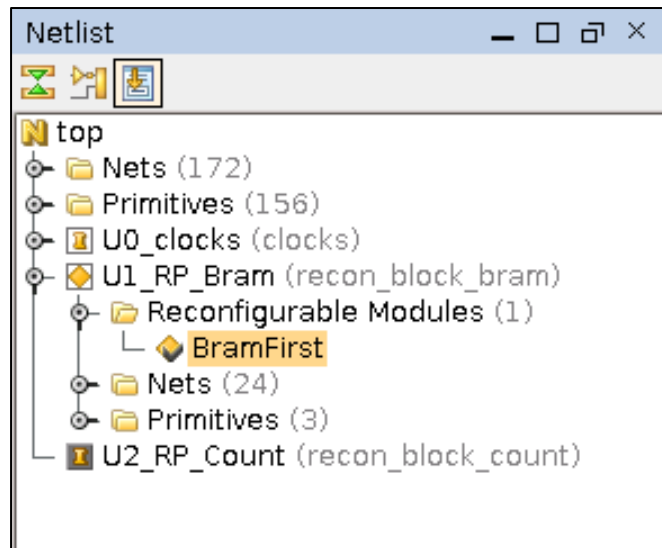 Netlist
top
Nets (172)
Primitives (156)
U0_clocks (clocks)
U1_RP_Bram (recon_block_bram)
Reconfigurable Modules (1)
BramFirst
Nets (24)
Primitives (3)
U2_RP_Count (recon_block_count)